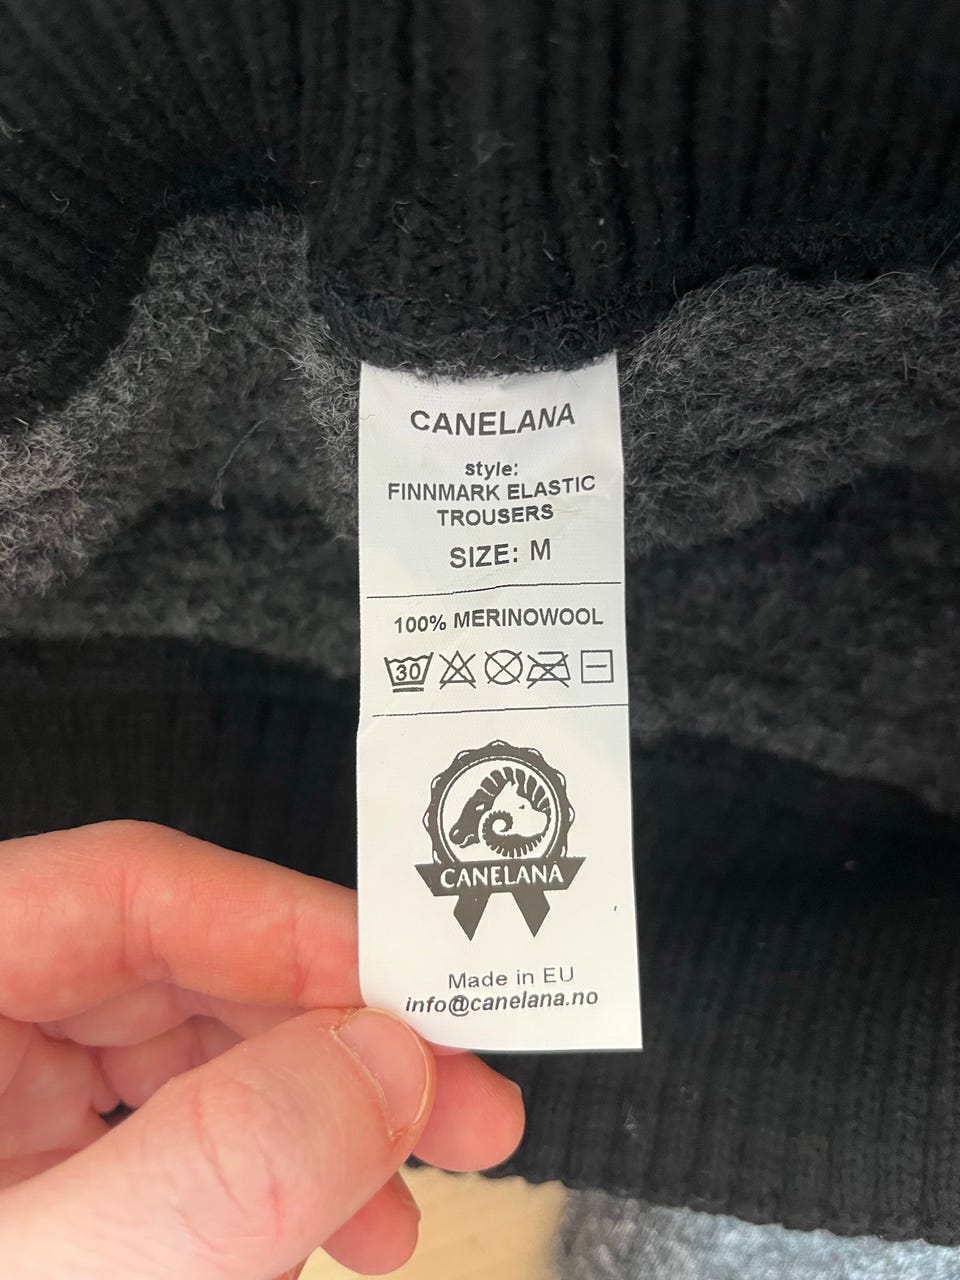 CANELANA
style:
FINNMARK ELASTIC
TROUSERS
SIZE: M
100% MERINOWOOL
30
CANELANA
Made in EU
info@canelana.no